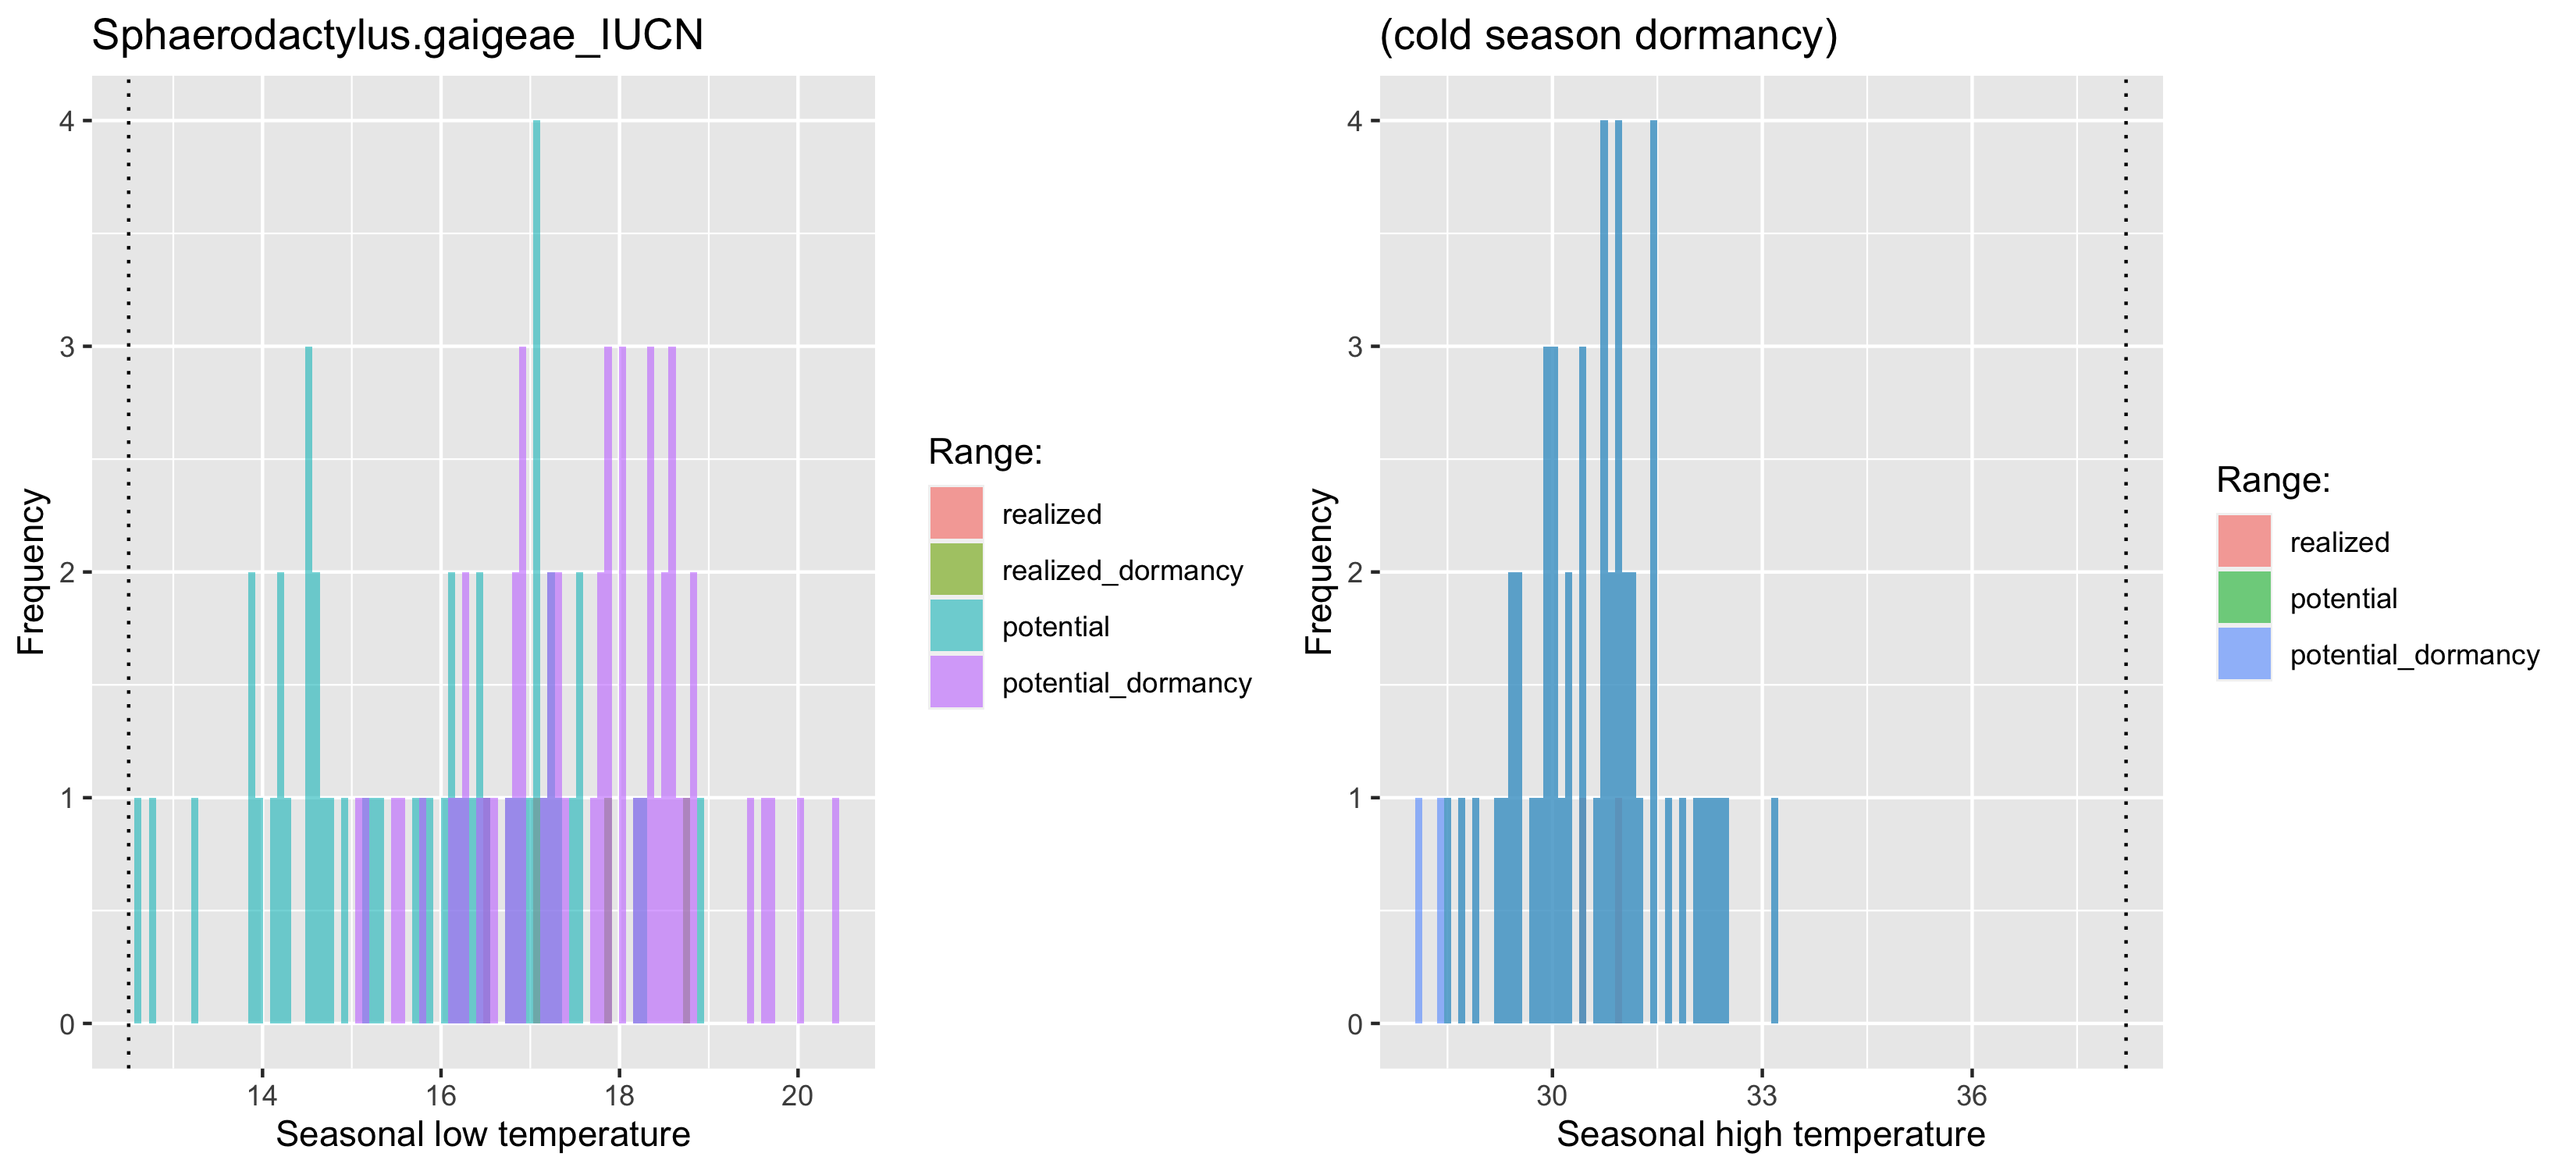 Sphaerodactylus.gaigeae_IUCN
4
3
2
1
0
Frequency
14 16 18 20
Seasonal low temperature
Range:
realized
realized_dormancy
potential
potential_dormancy
(cold season dormancy)
4
3
2
1
0
Frequency
30 33 36
Seasonal high temperature
Range:
realized
potential
potential_dormancy